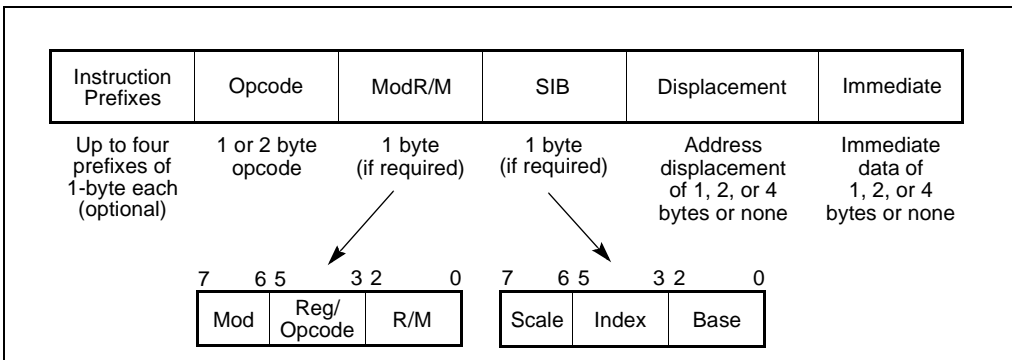 Instruction Prefixes
Opcode
ModR/M
SIB
Displacement
Immediate
Up to four
prefixes of
1-byte each
(optional)
1 or 2 byte
opcode
1 byte
(if required)
1 byte
(if required)
Address
displacement
of 1, 2, or 4
bytes or none
Immediate
data of
1, 2, or 4
bytes or none
7 6 5 3 2 0
Mod
Reg/
Opcode
R/M
7 6 5 3 2 0
Scale
Index
Base